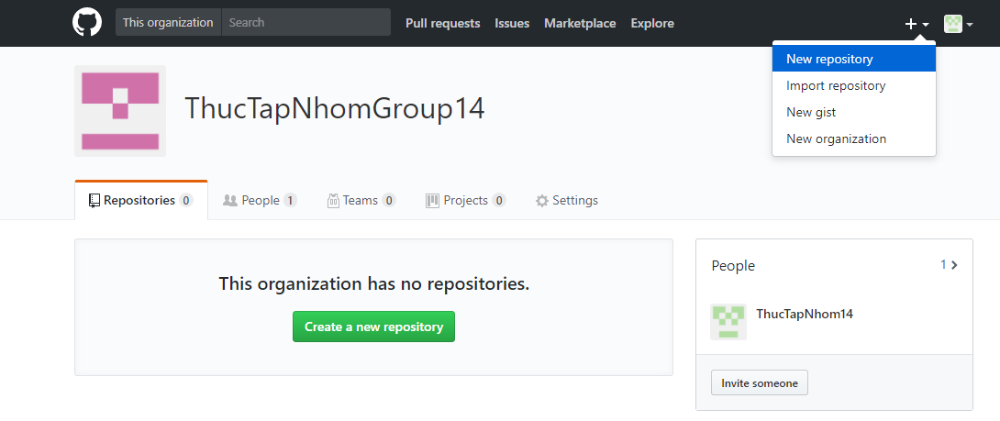 This organization Search Pull requests Issues Marketplace Explore
New repository
Import repository
New gist
New organization
ThucTapNhomGroup14
Repositories 0 People 1 Teams 0 Projects 0 Settings
This organization has no repositories.
Create a new repository
People 1
ThucTapNhom14
Invite someone